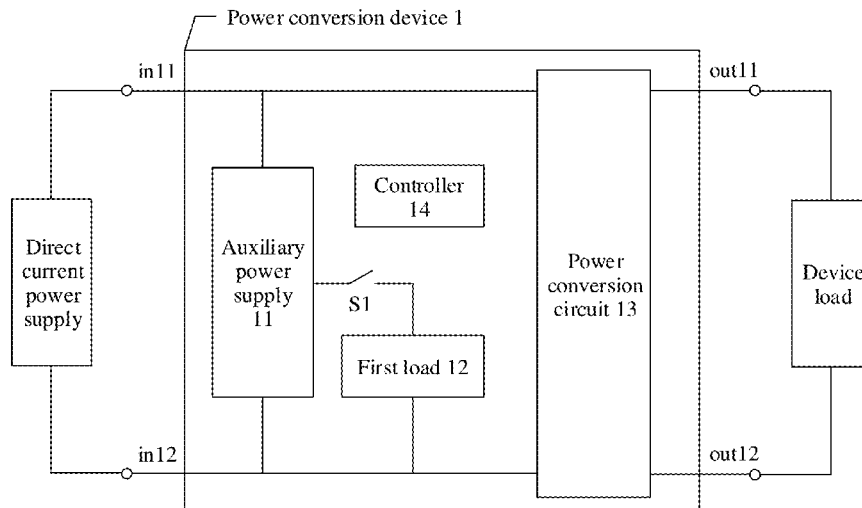 Power conversion device 1
in11
out11
Controller
14
Direct
current
power
supply
Auxiliary
power
supply
11
S1
First load 12
Power
conversion
circuit 13
Device
load
in12
out12